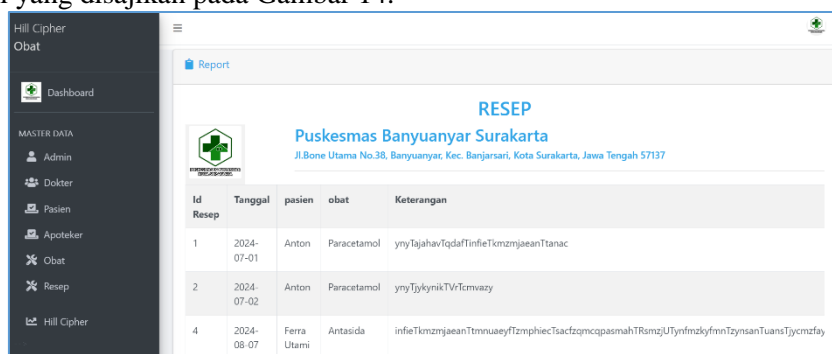 yang disajikan pada Gambar 14.
Hill Cipher
Obat
Dashboard
MASTER DATA
Admin
Dokter
Pasien
Apoteker
Obat
Resep
Hill Cipher
Report
RESEP
Puskesmas Banyuanyar Surakarta
Jl.Bone Utama No.38, Banyuanyar, Kec. Banjarsari, Kota Surakarta, Jawa Tengah 57137
Id Resep Tanggal pasien obat Keterangan
1 2024-07-01 Anton Paracetamol ynyTajahavTqdafTinfieTkmzmjaeanTtanac
2 2024-07-02 Anton Paracetamol ynyTjykynikTVrTcmvazy
4 2024-08-07 Ferra Utami Antasida infieTkmzmjaeanTtmnuaeyfTzmphiecTsacfzqmcqpasmahTRsmzjUTynfmzkyfmnTzynsanTuansTjycmzfay